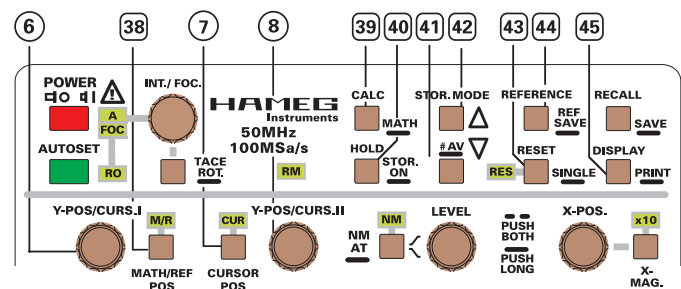 6 38 7 8 39 40 41 42 43 44 45
POWER
INT./ FOC.
A
FOC
AUTOSET
RO
TACE
ROT.
HAMEG
Instruments
50MHz
100MSa/s
RM
CALC
MATH
HOLD
STOR.
ON
STOR. MODE
# AV
REFERENCE
REF
SAVE
RES
RESET
SINGLE
RECALL
SAVE
DISPLAY
PRINT
Y-POS/CURS.I
M/R
MATH/REF
POS
CUR
CURSOR
POS
Y-POS/CURS.II
NM
NM
AT
LEVEL
PUSH
BOTH
PUSH
LONG
X-POS.
x10
X-
MAG.